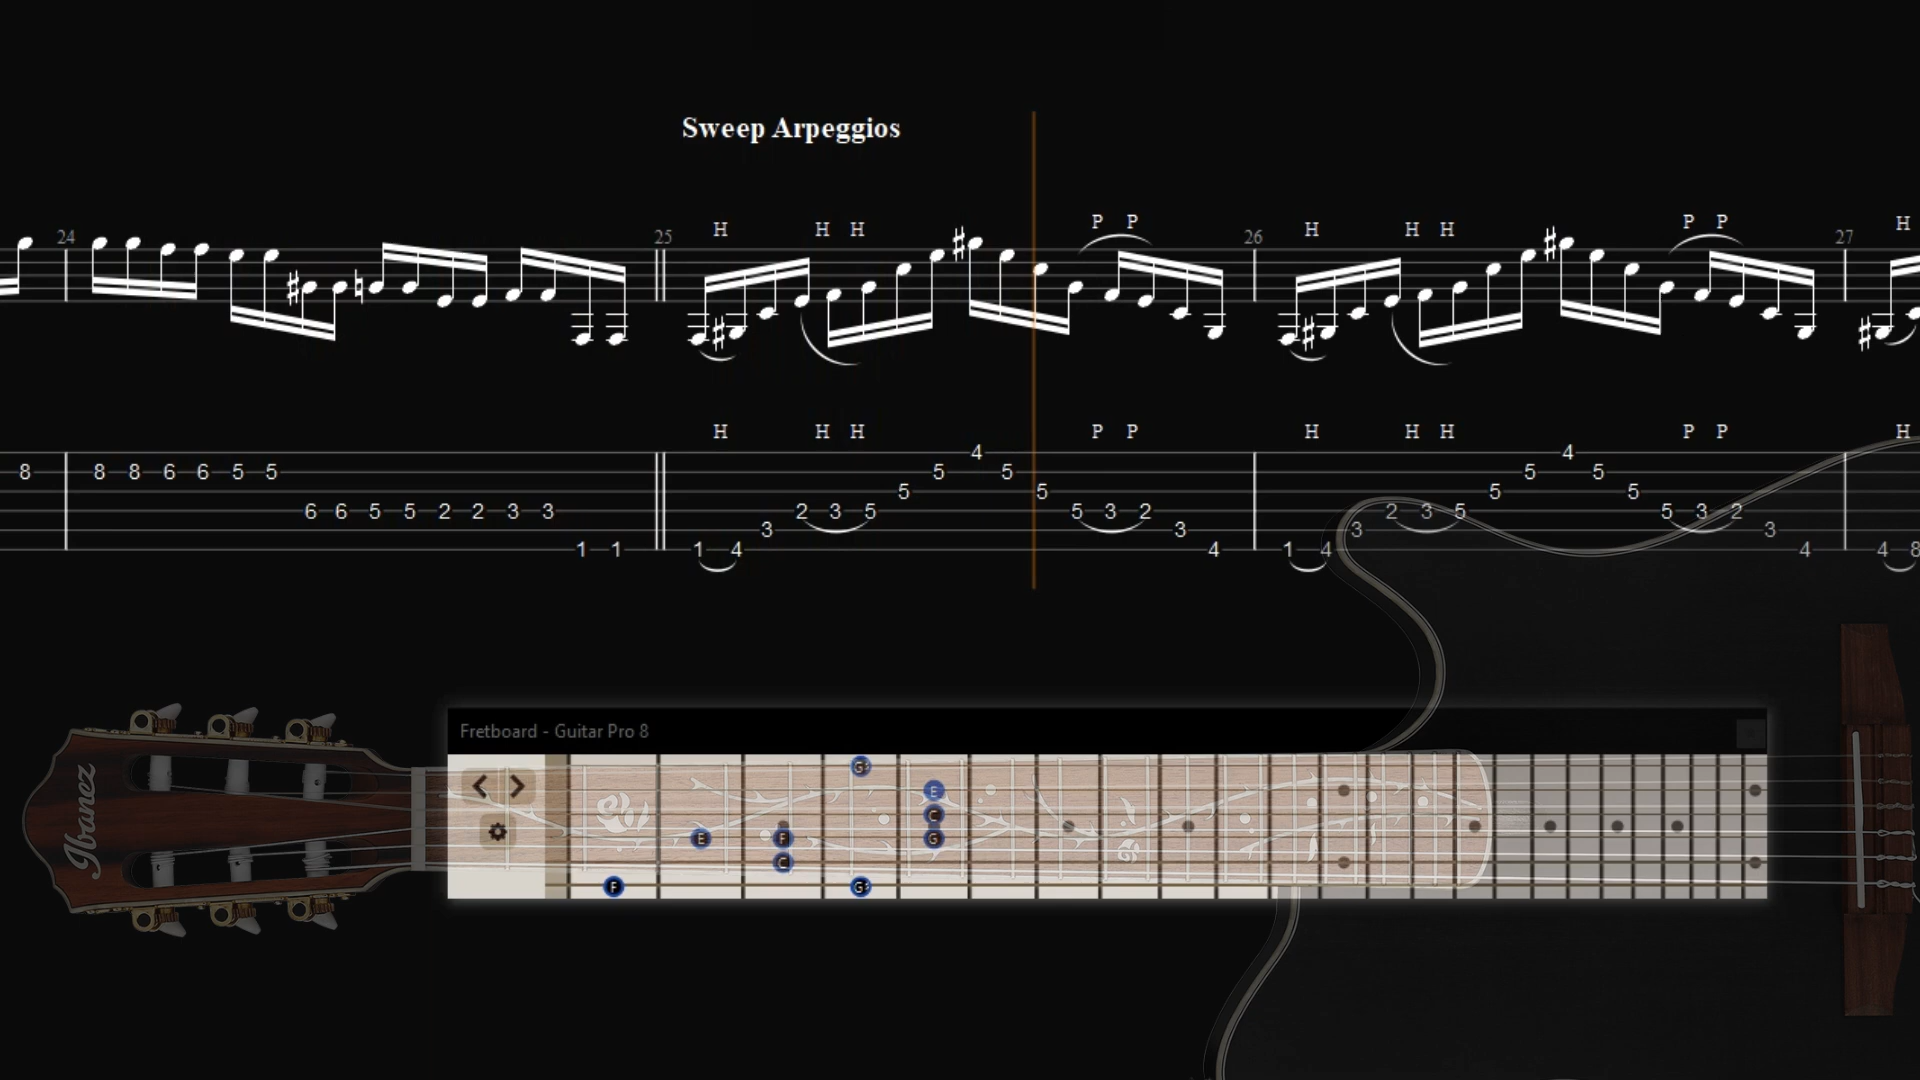 Sweep Arpeggios
24 25 26 27
H H H P P H H H P P H
H H H P P H H H P P H
4 4
8 8 8 6 6 5 5 5 5 5 5
5 5 5 5
6 6 5 5 2 2 3 3 2 3 5 5 3 2 2 3 5 5 3 2
3 3 3 3
1 1 1 4 4 1 4 4 4 8
Fretboard - Guitar Pro 8
G♯
E
C
E F G
C
F G♯
Ibanez